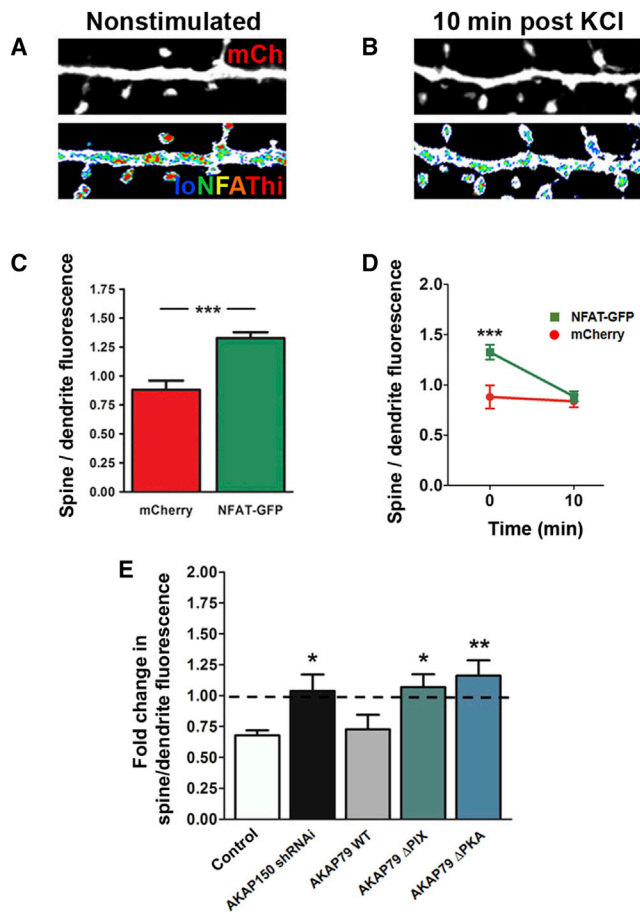 Nonstimulated
10 min post KCl
A
mCh
loNFAThi
B
C
Spine / dendrite fluorescence
1.75
1.50
1.25
1.00
0.75
0.50
0.25
0.00
***
mCherry
NFAT-GFP
D
Spine / dendrite fluorescence
2.0
1.5
1.0
0.5
0.0
***
NFAT-GFP
mCherry
0
10
Time (min)
E
Fold change in
spine/dendrite fluorescence
2.00
1.75
1.50
1.25
1.00
0.75
0.50
0.25
0.00
*
*
**
Control
AKAP150 shRNAi
AKAP79 WT
AKAP79 ΔPIX
AKAP79 ΔPKA